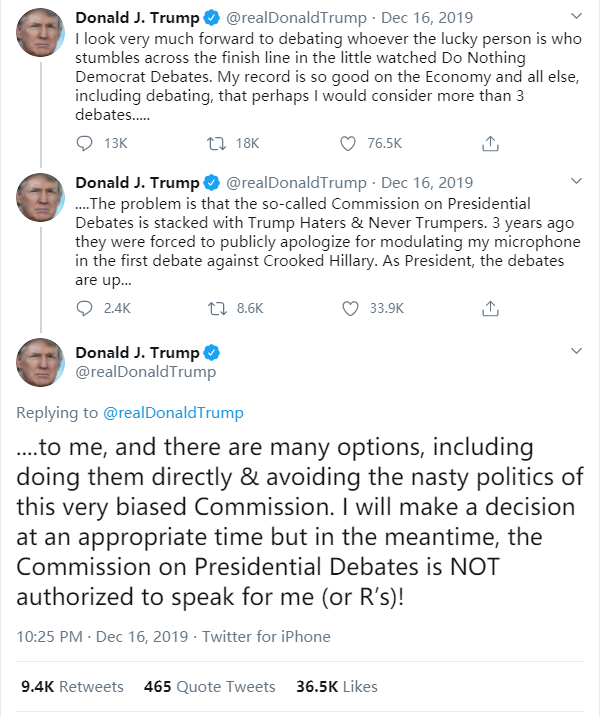 Donald J. Trump @realDonaldTrump · Dec 16, 2019
I look very much forward to debating whoever the lucky person is who
stumbles across the finish line in the little watched Do Nothing
Democrat Debates. My record is so good on the Economy and all else,
including debating, that perhaps I would consider more than 3
debates.....
13K 18K 76.5K
Donald J. Trump @realDonaldTrump · Dec 16, 2019
....The problem is that the so-called Commission on Presidential
Debates is stacked with Trump Haters & Never Trumpers. 3 years ago
they were forced to publicly apologize for modulating my microphone
in the first debate against Crooked Hillary. As President, the debates
are up...
2.4K 8.6K 33.9K
Donald J. Trump
@realDonaldTrump
Replying to @realDonaldTrump
....to me, and there are many options, including
doing them directly & avoiding the nasty politics of
this very biased Commission. I will make a decision
at an appropriate time but in the meantime, the
Commission on Presidential Debates is NOT
authorized to speak for me (or R’s)!
10:25 PM · Dec 16, 2019 · Twitter for iPhone
9.4K Retweets 465 Quote Tweets 36.5K Likes